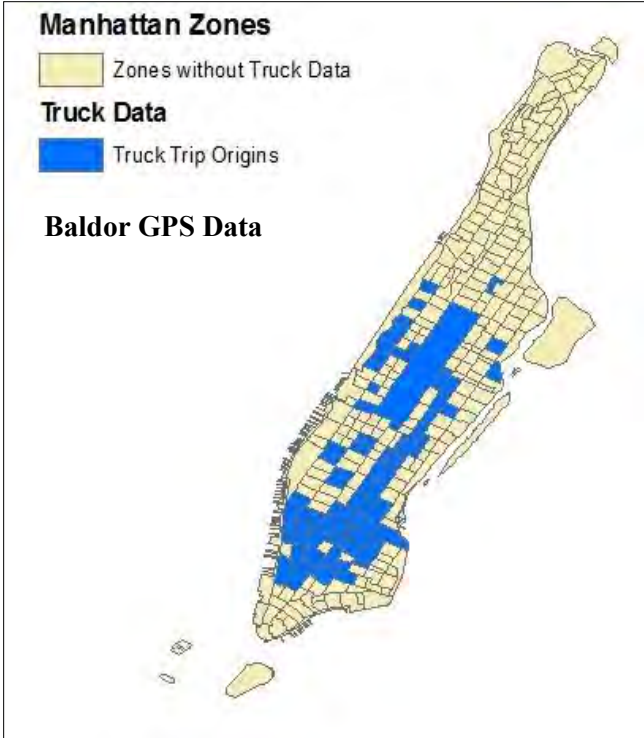 Manhattan Zones
Zones without Truck Data
Truck Data
Truck Trip Origins
Baldor GPS Data